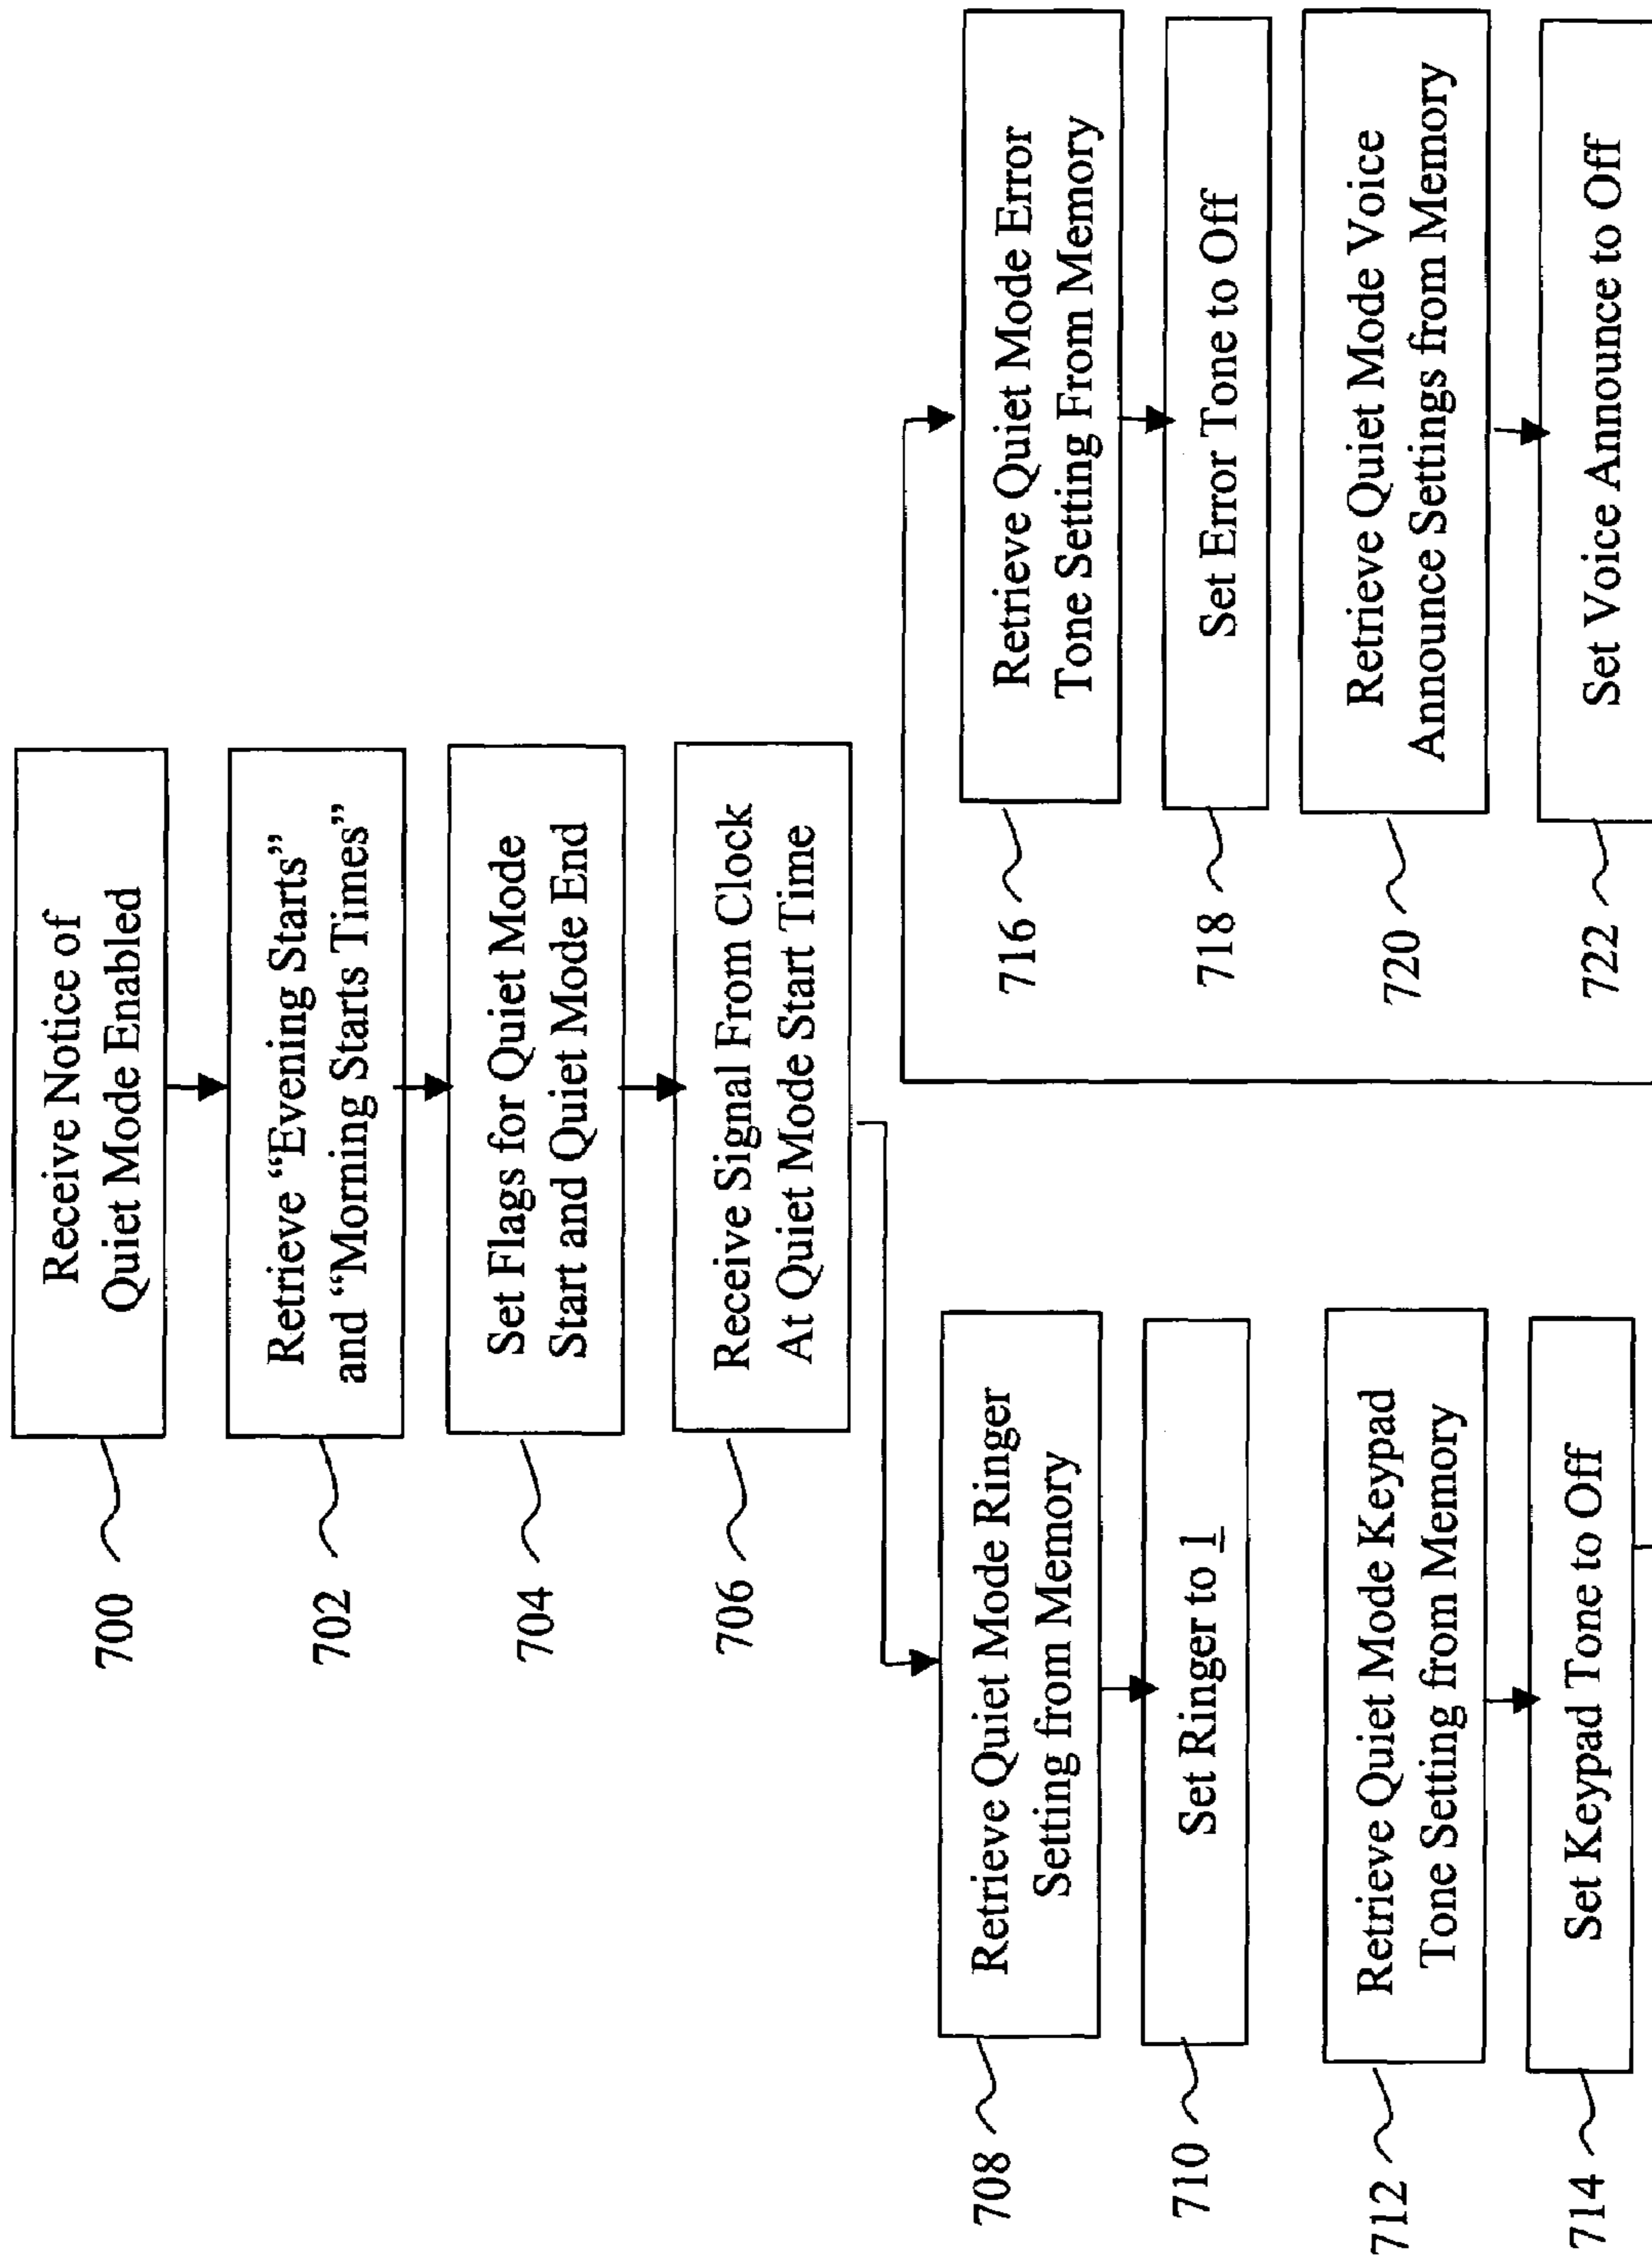 700
Receive Notice of
Quiet Mode Enabled
702
Retrieve “Evening Starts”
and “Morning Starts Times”
704
Set Flags for Quiet Mode
Start and Quiet Mode End
706
Receive Signal From Clock
At Quiet Mode Start Time
708
Retrieve Quiet Mode Ringer
Setting from Memory
710
Set Ringer to 1
712
Retrieve Quiet Mode Keypad
Tone Setting from Memory
714
Set Keypad Tone to Off
716
Retrieve Quiet Mode Error
Tone Setting From Memory
718
Set Error Tone to Off
720
Retrieve Quiet Mode Voice
Announce Settings from Memory
722
Set Voice Announce to Off